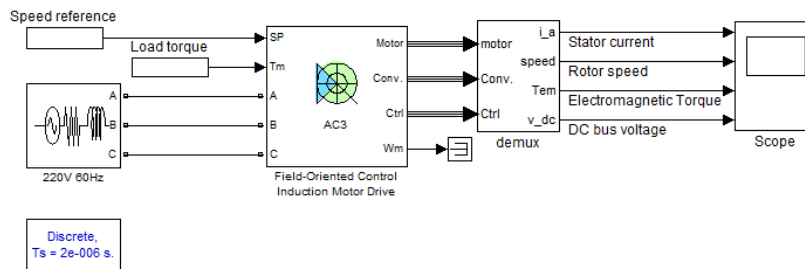 Speed reference
Load torque
SP
Tm
A
B
C
Motor
Conv.
Ctrl
Wm
AC3
Field-Oriented Control
Induction Motor Drive
A
B
C
220V 60Hz
motor
Conv.
Ctrl
i_a
speed
Tem
v_dc
demux
Stator current
Rotor speed
Electromagnetic Torque
DC bus voltage
Scope
Discrete,
Ts = 2e-006 s.